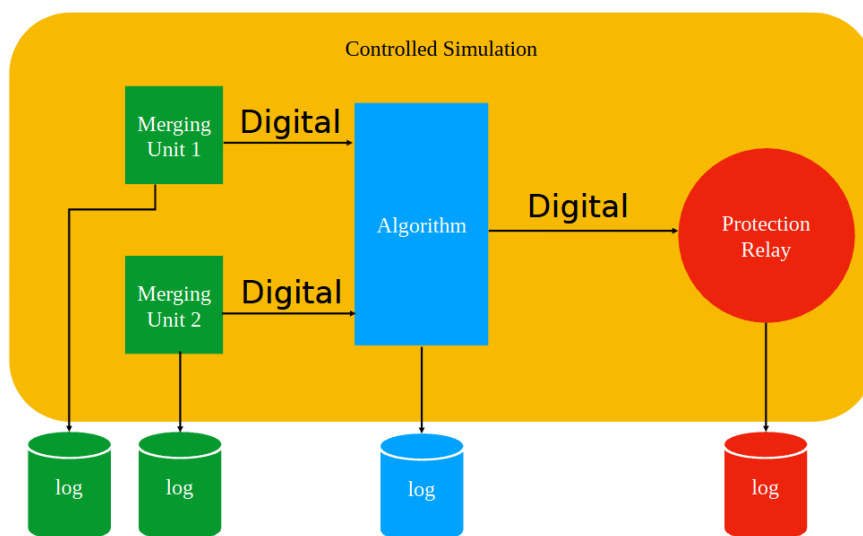 Controlled Simulation
Merging
Unit 1
Digital
Algorithm
Digital
Protection
Relay
Merging
Unit 2
Digital
log
log
log
log